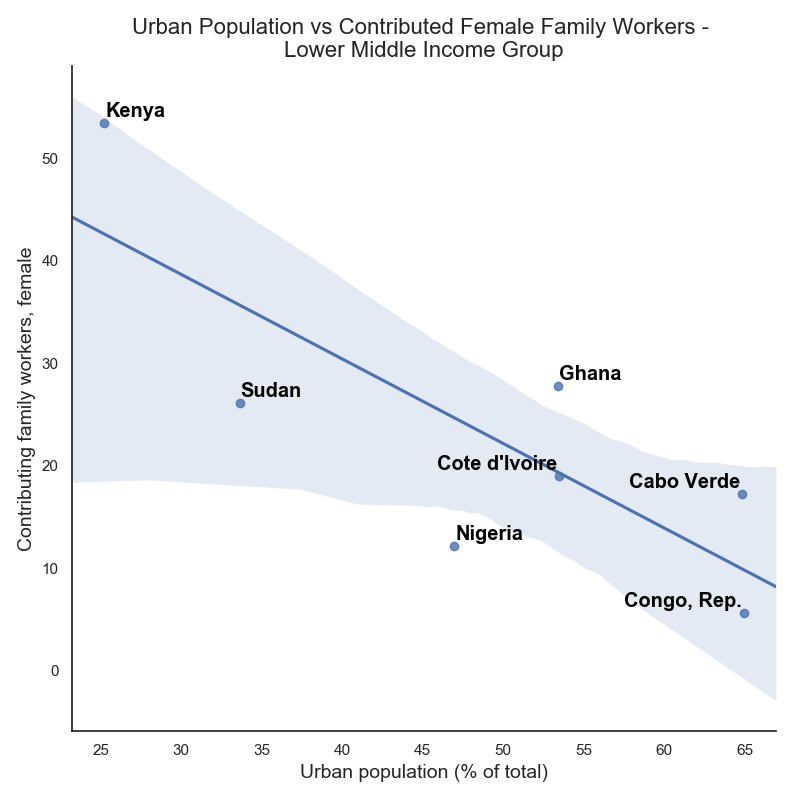 Urban Population vs Contributed Female Family Workers -
Lower Middle Income Group
Kenya
50
40
Contributing family workers, female
30
Ghana
Sudan
20
Cote d'Ivoire
Cabo Verde
Nigeria
10
Congo, Rep.
0
25 30 35 40 45 50 55 60 65
Urban population (% of total)